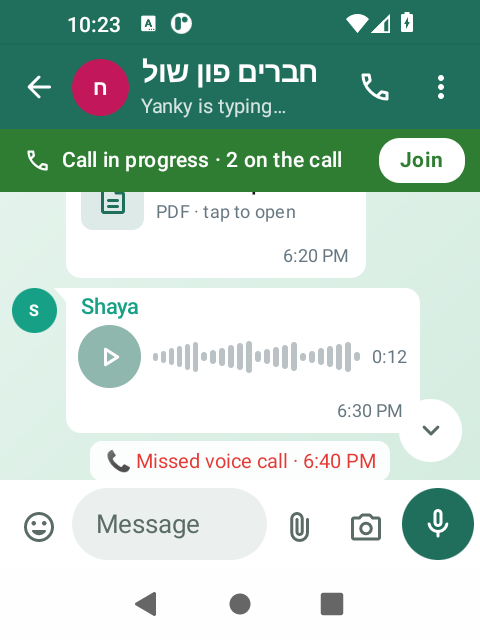 10:23
חברים פון שול
Yanky is typing...
Call in progress · 2 on the call
Join
PDF · tap to open
6:20 PM
S
Shaya
0:12
6:30 PM
Missed voice call · 6:40 PM
Message